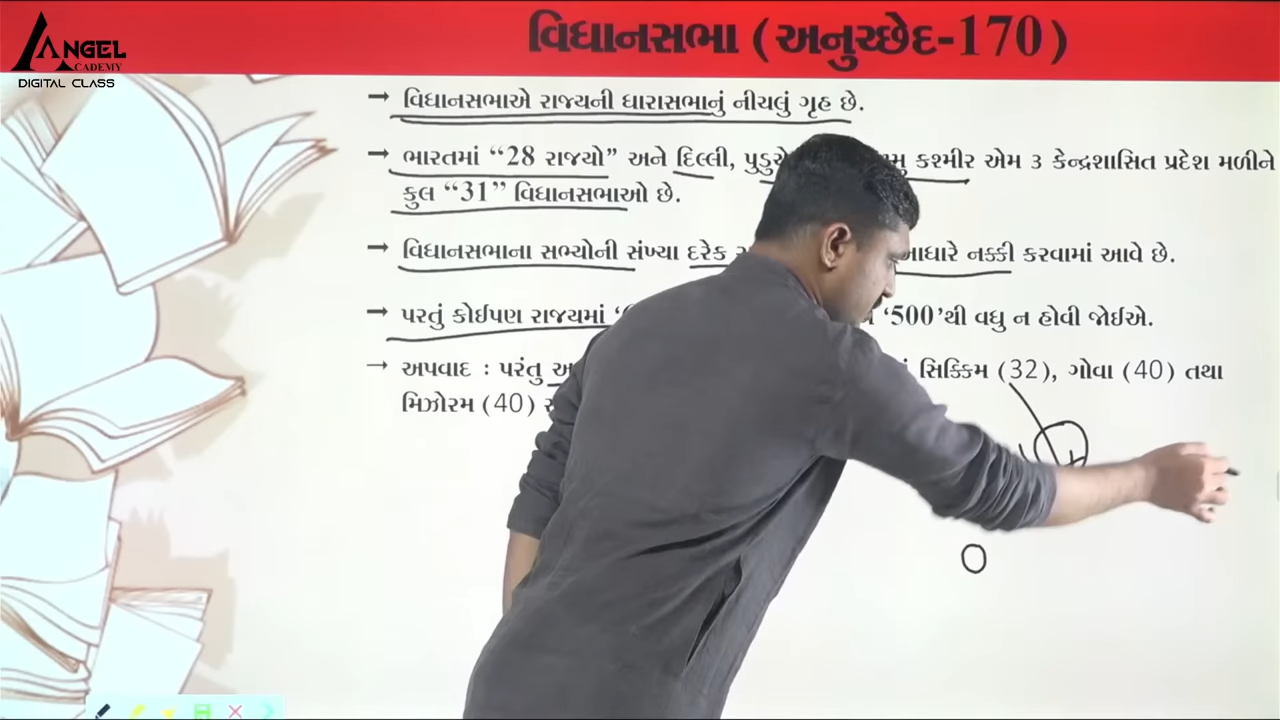 ANGEL
ACADEMY
DIGITAL CLASS
વિધાનસભા (અનુચ્છેદ-170)
→ વિધાનસભાએ રાજ્યની ધારાસભાનું નીચલું ગૃહ છે.
→ ભારતમાં “28 રાજ્યો” અને દિલ્લી, કશ્મીર એમ ૩ કેન્દ્રશાસિત પ્રદેશ મળીને
કુલ “31” વિધાનસભાઓ છે.
→ વિધાનસભાના સભ્યોની સંખ્યા દરેક આધારે નક્કી કરવામાં આવે છે.
→ પરતું કોઈપણ રાજ્યમાં ‘500’થી વધુ ન હોવી જોઈએ.
→ અપવાદ : પરંતુ સિક્કિમ (32), ગોવા (40) તથા
મિઝોરમ (40)